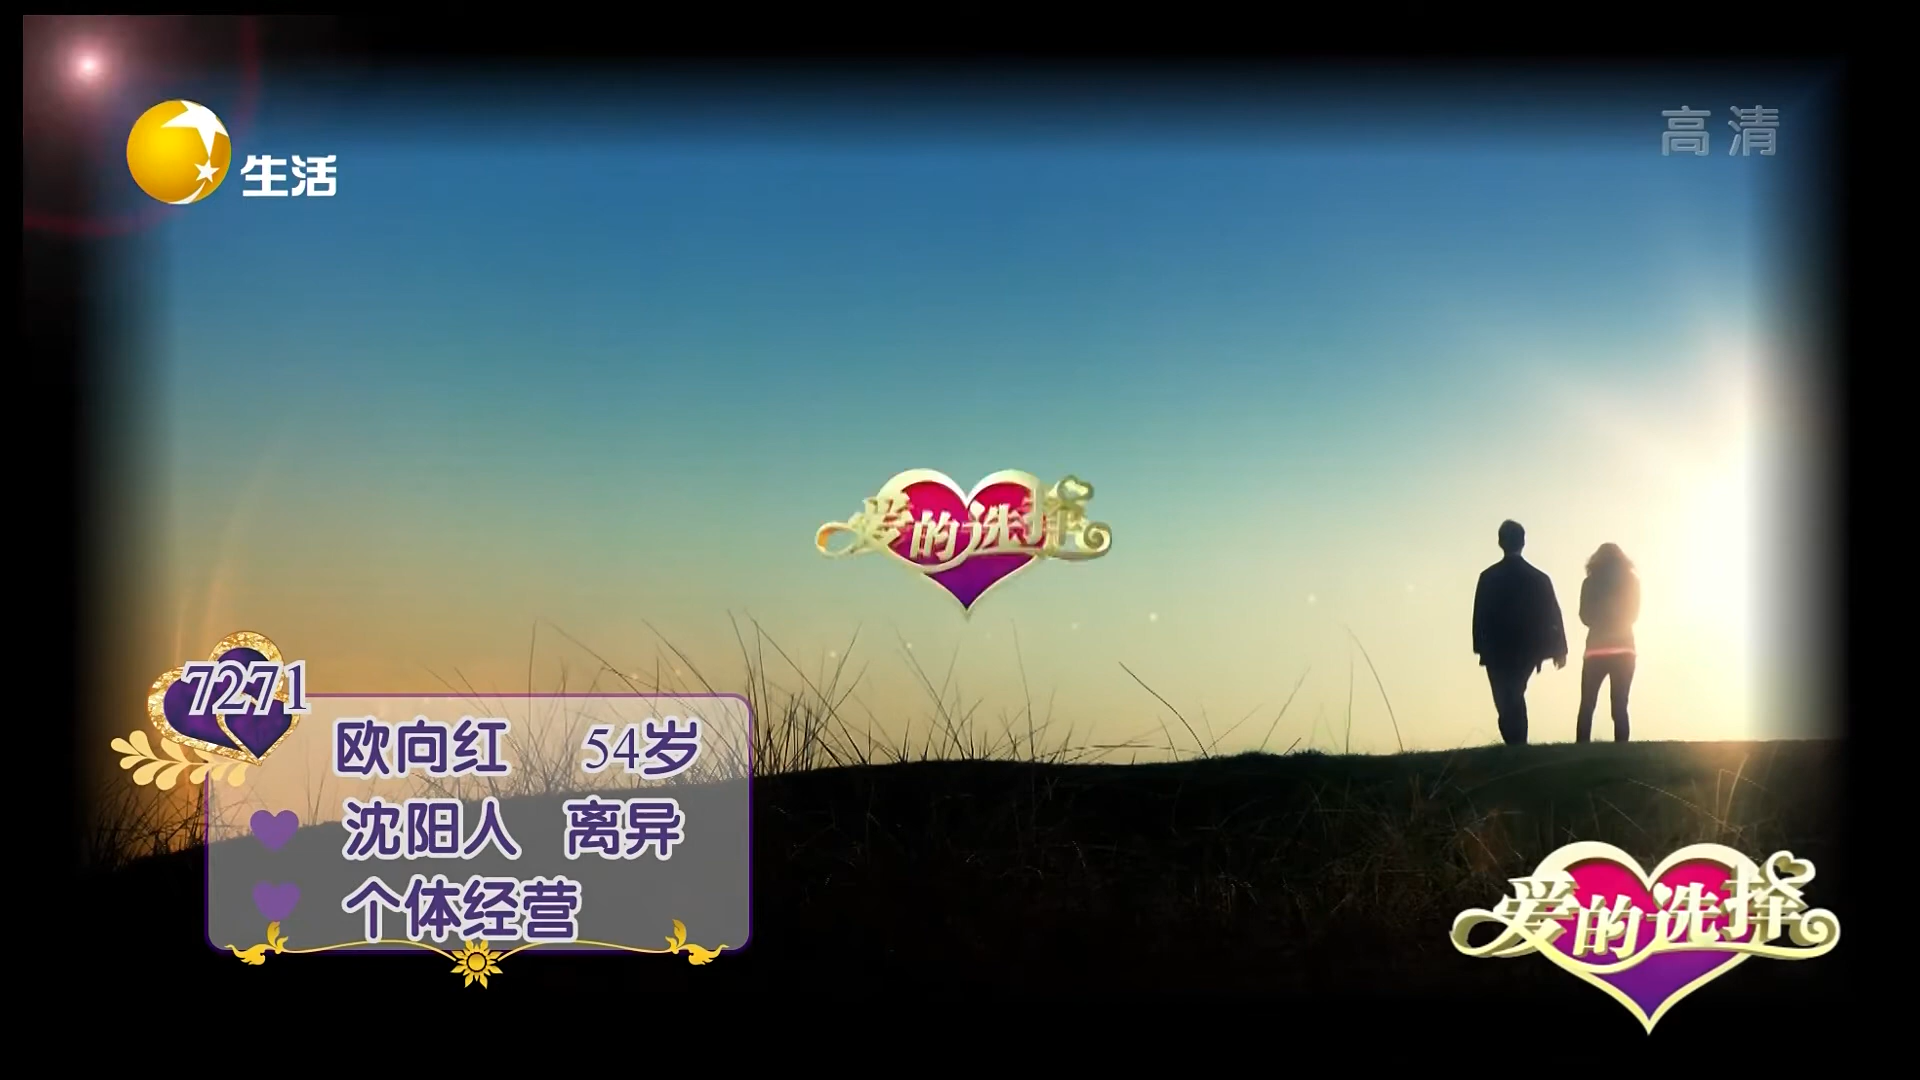 生活
高清
爱的选择
7271
欧向红 54岁
沈阳人 离异
个体经营
爱的选择